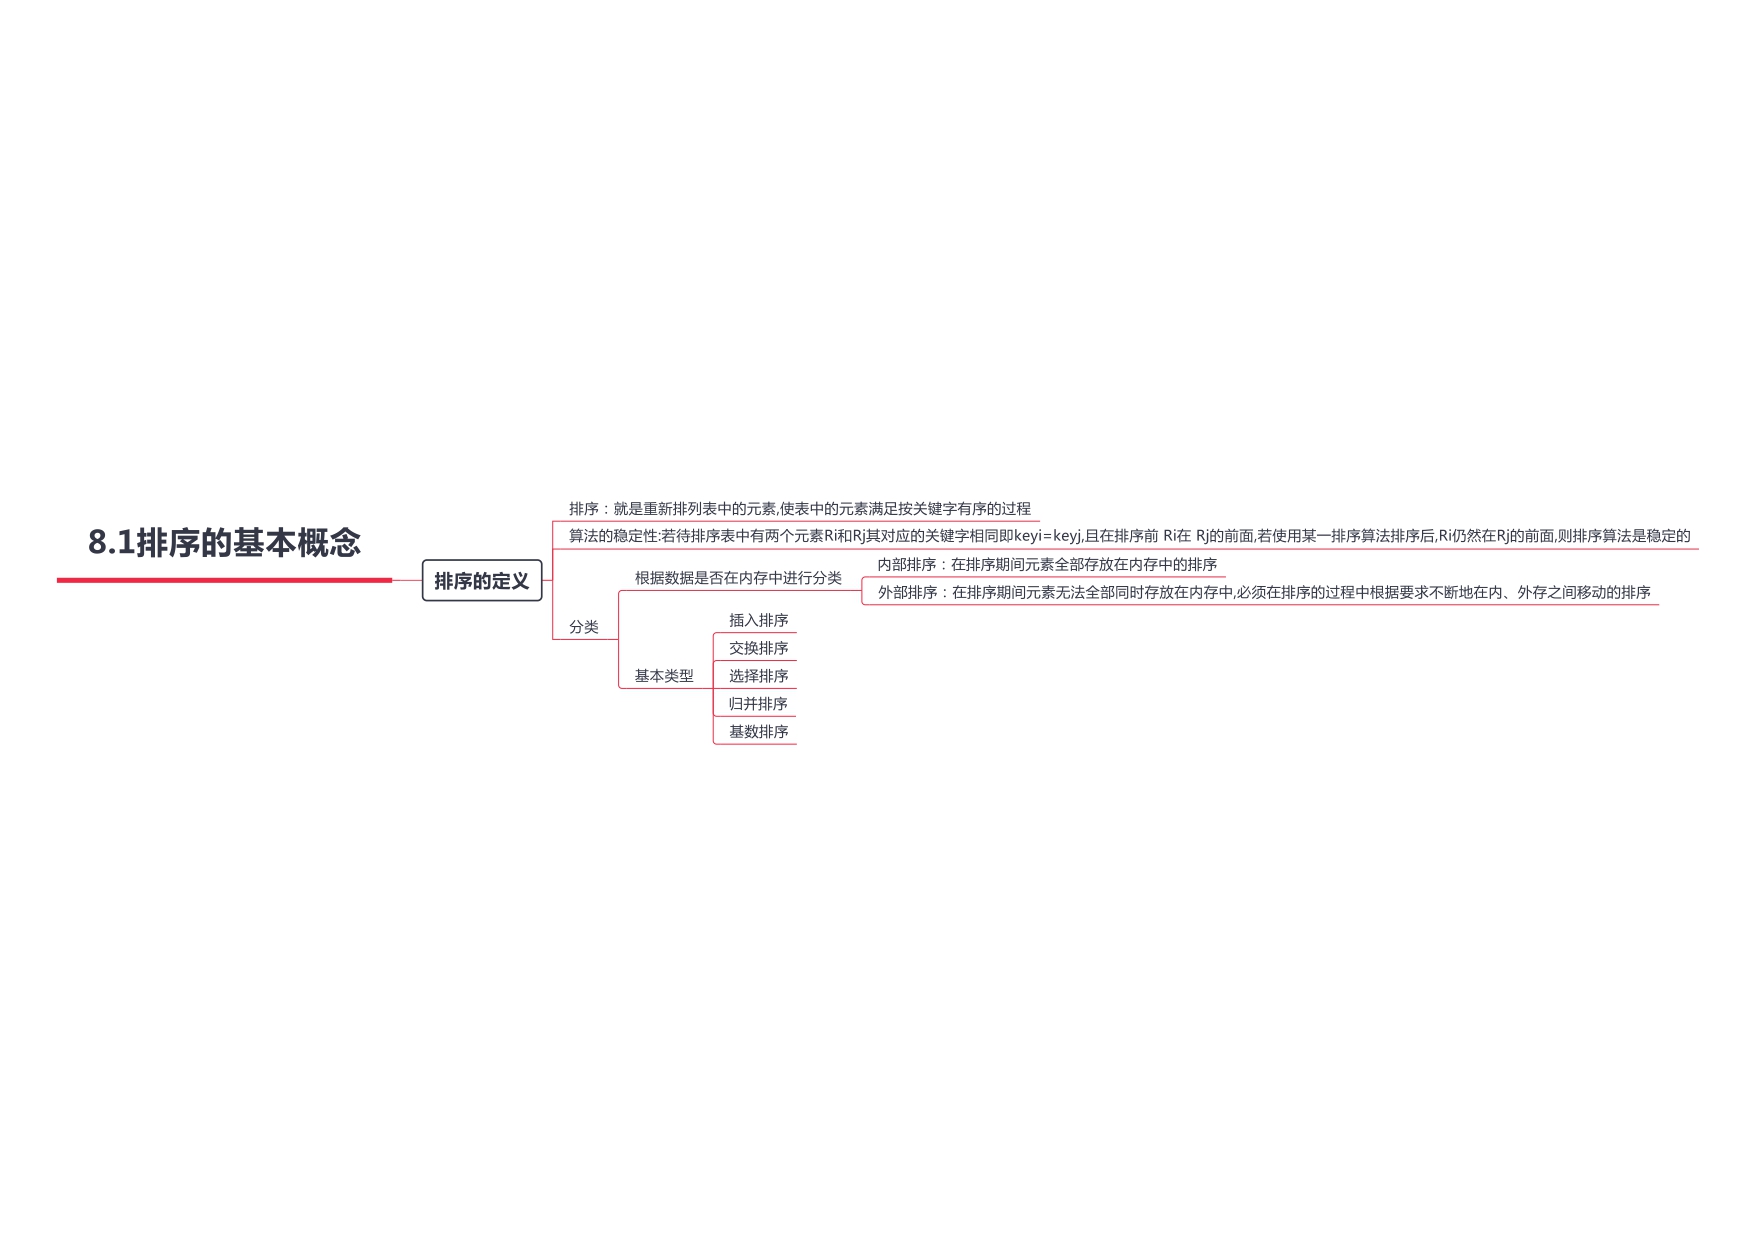 8.1排序的基本概念
排序的定义
排序：就是重新排列表中的元素,使表中的元素满足按关键字有序的过程
算法的稳定性:若待排序表中有两个元素Ri和Rj其对应的关键字相同即keyi=keyj,且在排序前 Ri在 Rj的前面,若使用某一排序算法排序后,Ri仍然在Rj的前面,则排序算法是稳定的
分类
根据数据是否在内存中进行分类
内部排序：在排序期间元素全部存放在内存中的排序
外部排序：在排序期间元素无法全部同时存放在内存中,必须在排序的过程中根据要求不断地在内、外存之间移动的排序
基本类型
插入排序
交换排序
选择排序
归并排序
基数排序